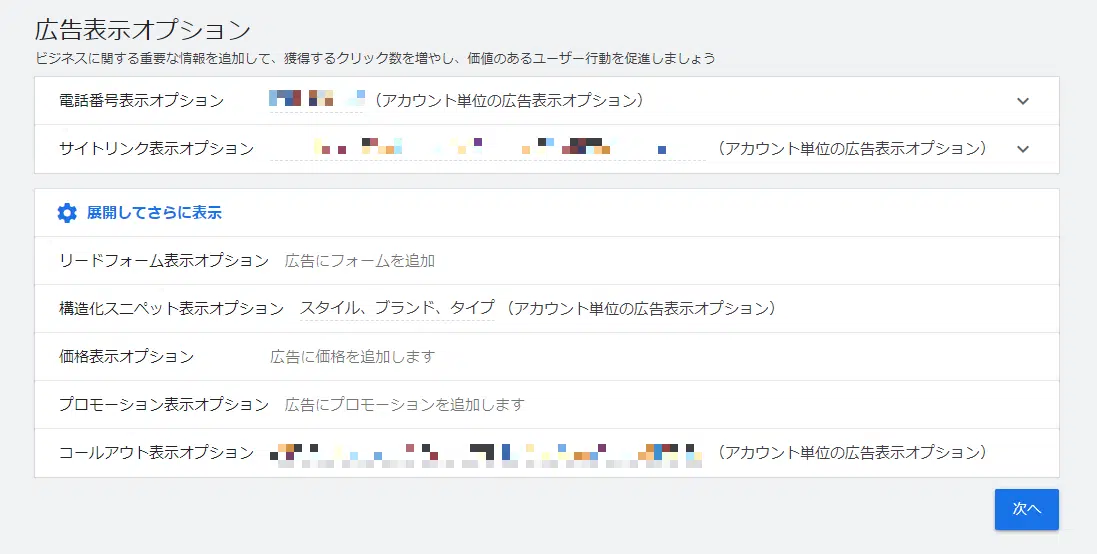 広告表示オプション
ビジネスに関する重要な情報を追加して、獲得するクリック数を増やし、価値のあるユーザー行動を促進しましょう
電話番号表示オプション （アカウント単位の広告表示オプション）
サイトリンク表示オプション （アカウント単位の広告表示オプション）
展開してさらに表示
リードフォーム表示オプション 広告にフォームを追加
構造化スニペット表示オプション スタイル、ブランド、タイプ （アカウント単位の広告表示オプション）
価格表示オプション 広告に価格を追加します
プロモーション表示オプション 広告にプロモーションを追加します
コールアウト表示オプション （アカウント単位の広告表示オプション）
次へ